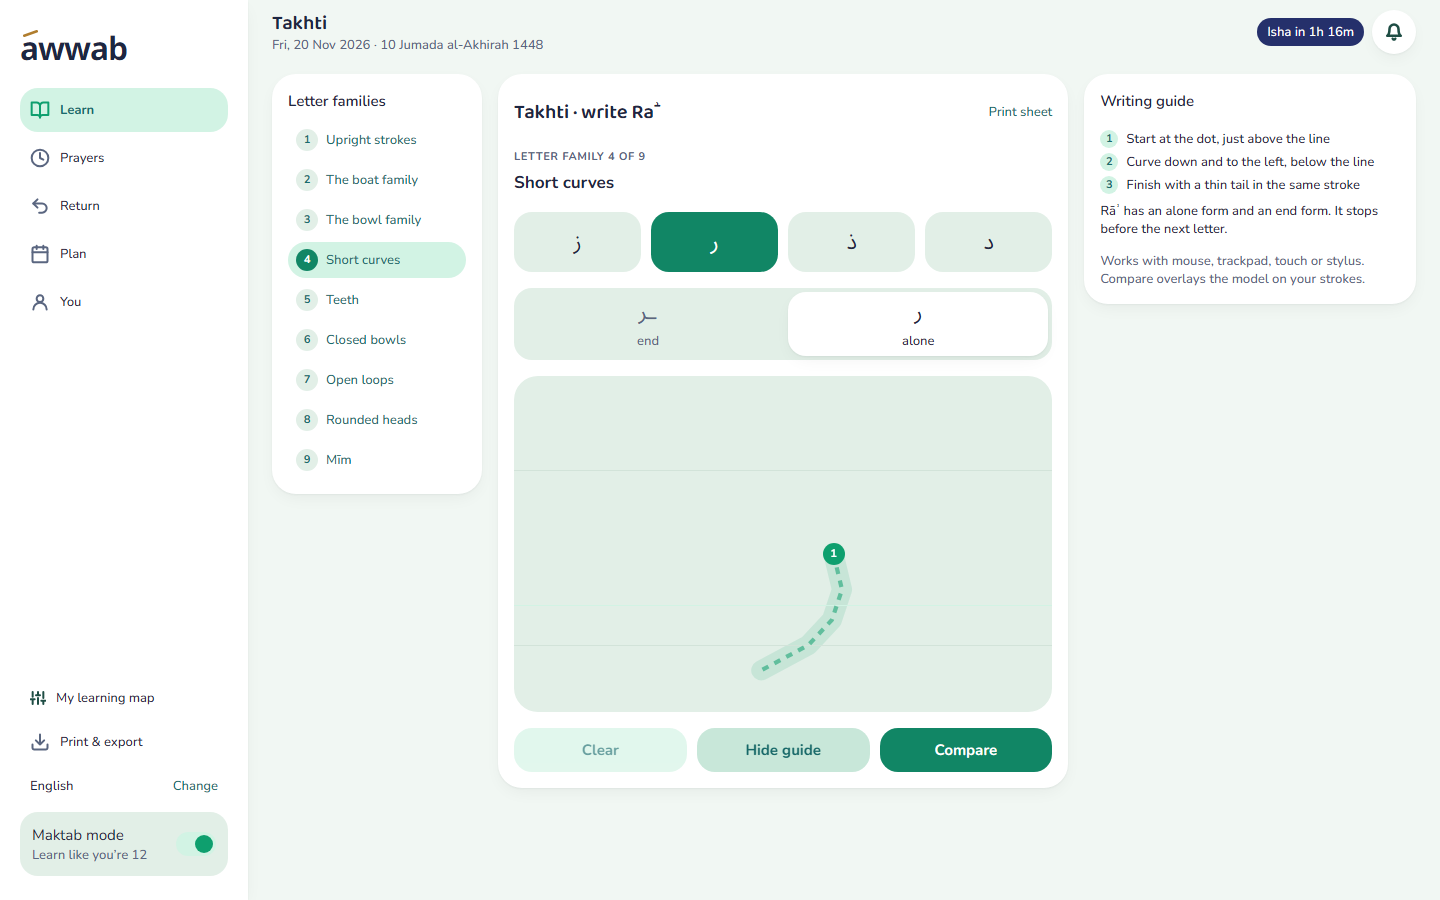 awwab
Learn
Prayers
Return
Plan
You
My learning map
Print & export
English
Change
Maktab mode
Learn like you're 12
Takhti
Fri, 20 Nov 2026 · 10 Jumada al-Akhirah 1448
Isha in 1h 16m
Letter families
1 Upright strokes
2 The boat family
3 The bowl family
4 Short curves
5 Teeth
6 Closed bowls
7 Open loops
8 Rounded heads
9 Mīm
Takhti · write Raʾ
Print sheet
LETTER FAMILY 4 OF 9
Short curves
د ذ ر ز
ر ـر
end
alone
1
Clear
Hide guide
Compare
Writing guide
1 Start at the dot, just above the line
2 Curve down and to the left, below the line
3 Finish with a thin tail in the same stroke
Rāʾ has an alone form and an end form. It stops
before the next letter.
Works with mouse, trackpad, touch or stylus.
Compare overlays the model on your strokes.